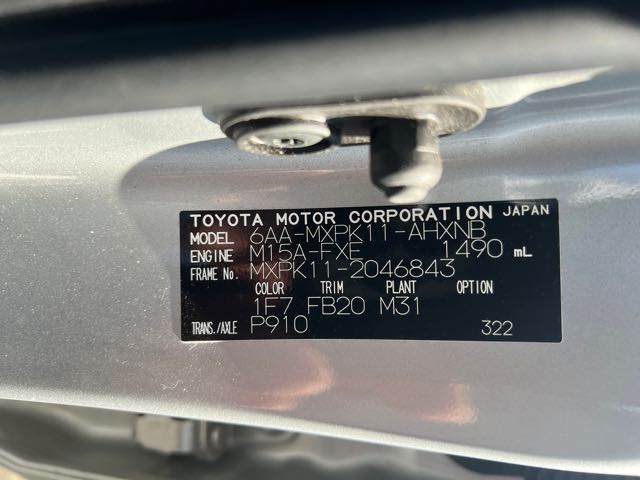 TOYOTA MOTOR CORPORATION JAPAN
MODEL 6AA-MXPK11-AHXNB
ENGINE M15A-FXE 1490 mL
FRAME No. MXPK11-2046843
COLOR TRIM PLANT OPTION
1F7 FB20 M31
TRANS./AXLE P910 322